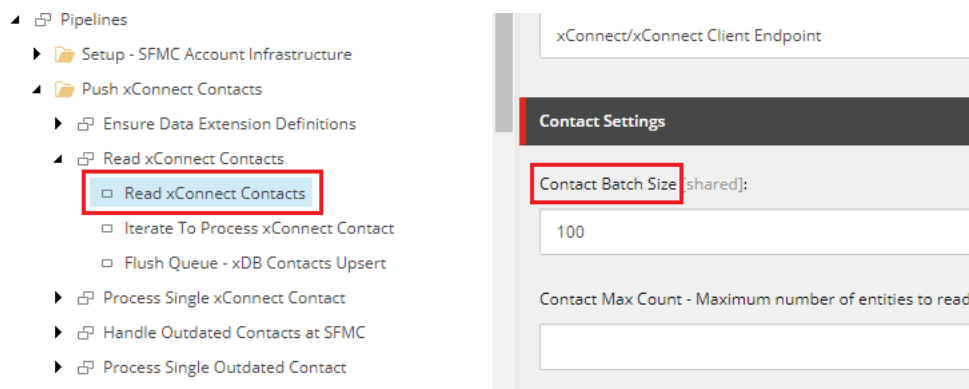 Pipelines
Setup - SFMC Account Infrastructure
Push xConnect Contacts
Ensure Data Extension Definitions
Read xConnect Contacts
Read xConnect Contacts
Iterate To Process xConnect Contact
Flush Queue - xDB Contacts Upsert
Process Single xConnect Contact
Handle Outdated Contacts at SFMC
Process Single Outdated Contact
xConnect/xConnect Client Endpoint
Contact Settings
Contact Batch Size [shared]:
100
Contact Max Count - Maximum number of entities to read